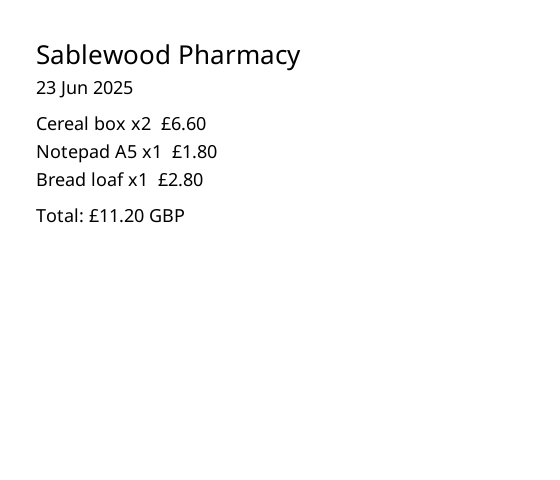 Sablewood Pharmacy
23 Jun 2025
Cereal box x2  £6.60
Notepad A5 x1  £1.80
Bread loaf x1  £2.80
Total: £11.20 GBP